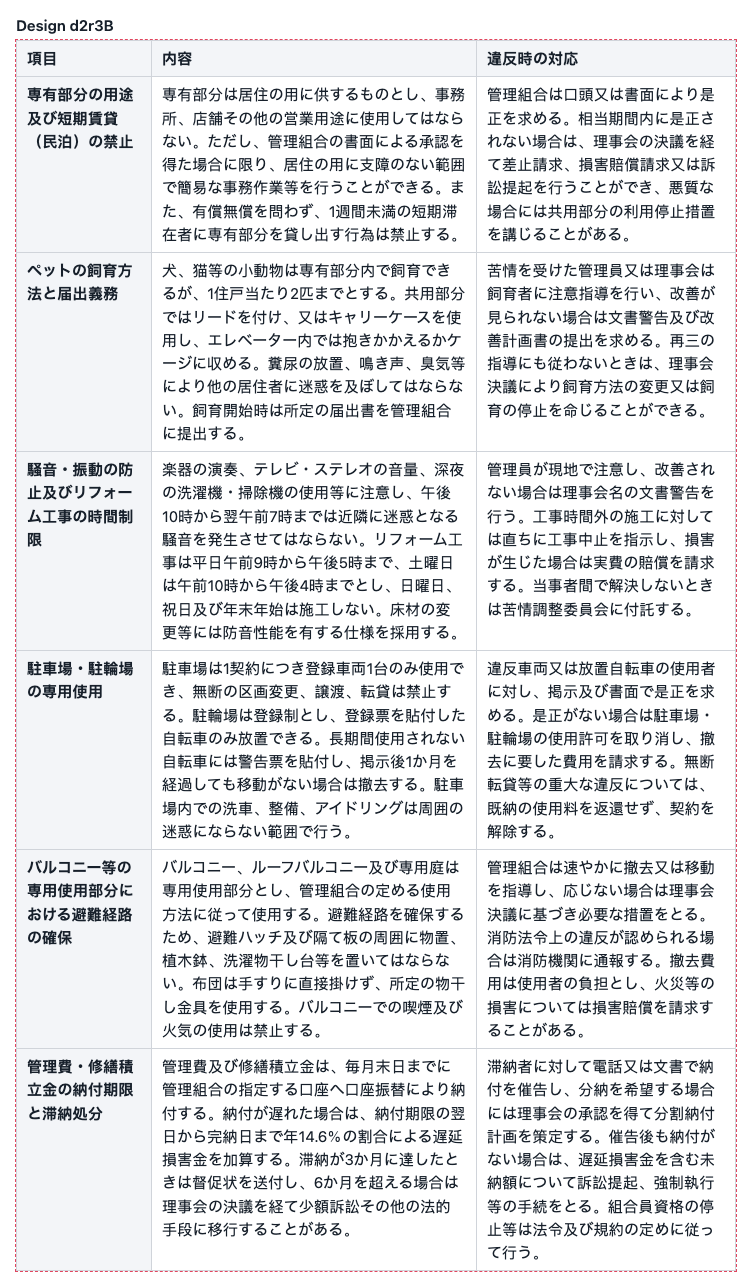 Design d2r3B
項目
内容
違反時の対応
専有部分の用途
及び短期賃貸
（民泊）の禁止
専有部分は居住の用に供するものとし、事務
所、店舗その他の営業用途に使用してはなら
ない。ただし、管理組合の書面による承認を
得た場合に限り、居住の用に支障のない範囲
で簡易な事務作業等を行うことができる。ま
た、有償無償を問わず、1週間未満の短期滞
在者に専有部分を貸し出す行為は禁止する。
管理組合は口頭又は書面により是
正を求める。相当期間内に是正さ
れない場合は、理事会の決議を経
て差止請求、損害賠償請求又は訴
訟提起を行うことができ、悪質な
場合には共用部分の利用停止措置
を講じることがある。
ペットの飼育方
法と届出義務
犬、猫等の小動物は専有部分内で飼育でき
るが、1住戸当たり2匹までとする。共用部分
ではリードを付け、又はキャリーケースを使
用し、エレベーター内では抱きかかえるかケ
ージに収める。糞尿の放置、鳴き声、臭気等
により他の居住者に迷惑を及ぼしてはならな
い。飼育開始時は所定の届出書を管理組合
に提出する。
苦情を受けた管理員又は理事会は
飼育者に注意指導を行い、改善が
見られない場合は文書警告及び改
善計画書の提出を求める。再三の
指導にも従わないときは、理事会
決議により飼育方法の変更又は飼
育の停止を命じることができる。
騒音・振動の防
止及びリフォー
ム工事の時間制
限
楽器の演奏、テレビ・ステレオの音量、深夜
の洗濯機・掃除機の使用等に注意し、午後
10時から翌午前7時までは近隣に迷惑となる
騒音を発生させてはならない。リフォーム工
事は平日午前9時から午後5時まで、土曜日
は午前10時から午後4時までとし、日曜日、
祝日及び年末年始は施工しない。床材の変
更等には防音性能を有する仕様を採用する。
管理員が現地で注意し、改善され
ない場合は理事会名の文書警告を
行う。工事時間外の施工に対して
は直ちに工事中止を指示し、損害
が生じた場合は実費の賠償を請求
する。当事者間で解決しないとき
は苦情調整委員会に付託する。
駐車場・駐輪場
の専用使用
駐車場は1契約につき登録車両1台のみ使用で
き、無断の区画変更、譲渡、転貸は禁止す
る。駐輪場は登録制とし、登録票を貼付した
自転車のみ放置できる。長期間使用されない
自転車には警告票を貼付し、掲示後1か月を
経過しても移動がない場合は撤去する。駐車
場内での洗車、整備、アイドリングは周囲の
迷惑にならない範囲で行う。
違反車両又は放置自転車の使用者
に対し、掲示及び書面で是正を求
める。是正がない場合は駐車場・
駐輪場の使用許可を取り消し、撤
去に要した費用を請求する。無断
転貸等の重大な違反については、
既納の使用料を返還せず、契約を
解除する。
バルコニー等の
専用使用部分に
おける避難経路
の確保
バルコニー、ルーフバルコニー及び専用庭は
専用使用部分とし、管理組合の定める使用
方法に従って使用する。避難経路を確保する
ため、避難ハッチ及び隔て板の周囲に物置、
植木鉢、洗濯物干し台等を置いてはならな
い。布団は手すりに直接掛けず、所定の物干
し金具を使用する。バルコニーでの喫煙及び
火気の使用は禁止する。
管理組合は速やかに撤去又は移動
を指導し、応じない場合は理事会
決議に基づき必要な措置をとる。
消防法令上の違反が認められる場
合は消防機関に通報する。撤去費
用は使用者の負担とし、火災等の
損害については損害賠償を請求す
ることがある。
管理費・修繕積
立金の納付期限
と滞納処分
管理費及び修繕積立金は、毎月末日までに
管理組合の指定する口座へ口座振替により納
付する。納付が遅れた場合は、納付期限の翌
日から完納日まで年14.6%の割合による遅延
損害金を加算する。滞納が3か月に達したと
きは督促状を送付し、6か月を超える場合は
理事会の決議を経て少額訴訟その他の法的
手段に移行することがある。
滞納者に対して電話又は文書で納
付を催告し、分納を希望する場合
には理事会の承認を得て分割納付
計画を策定する。催告後も納付が
ない場合は、遅延損害金を含む未
納額について訴訟提起、強制執行
等の手続をとる。組合員資格の停
止等は法令及び規約の定めに従っ
て行う。